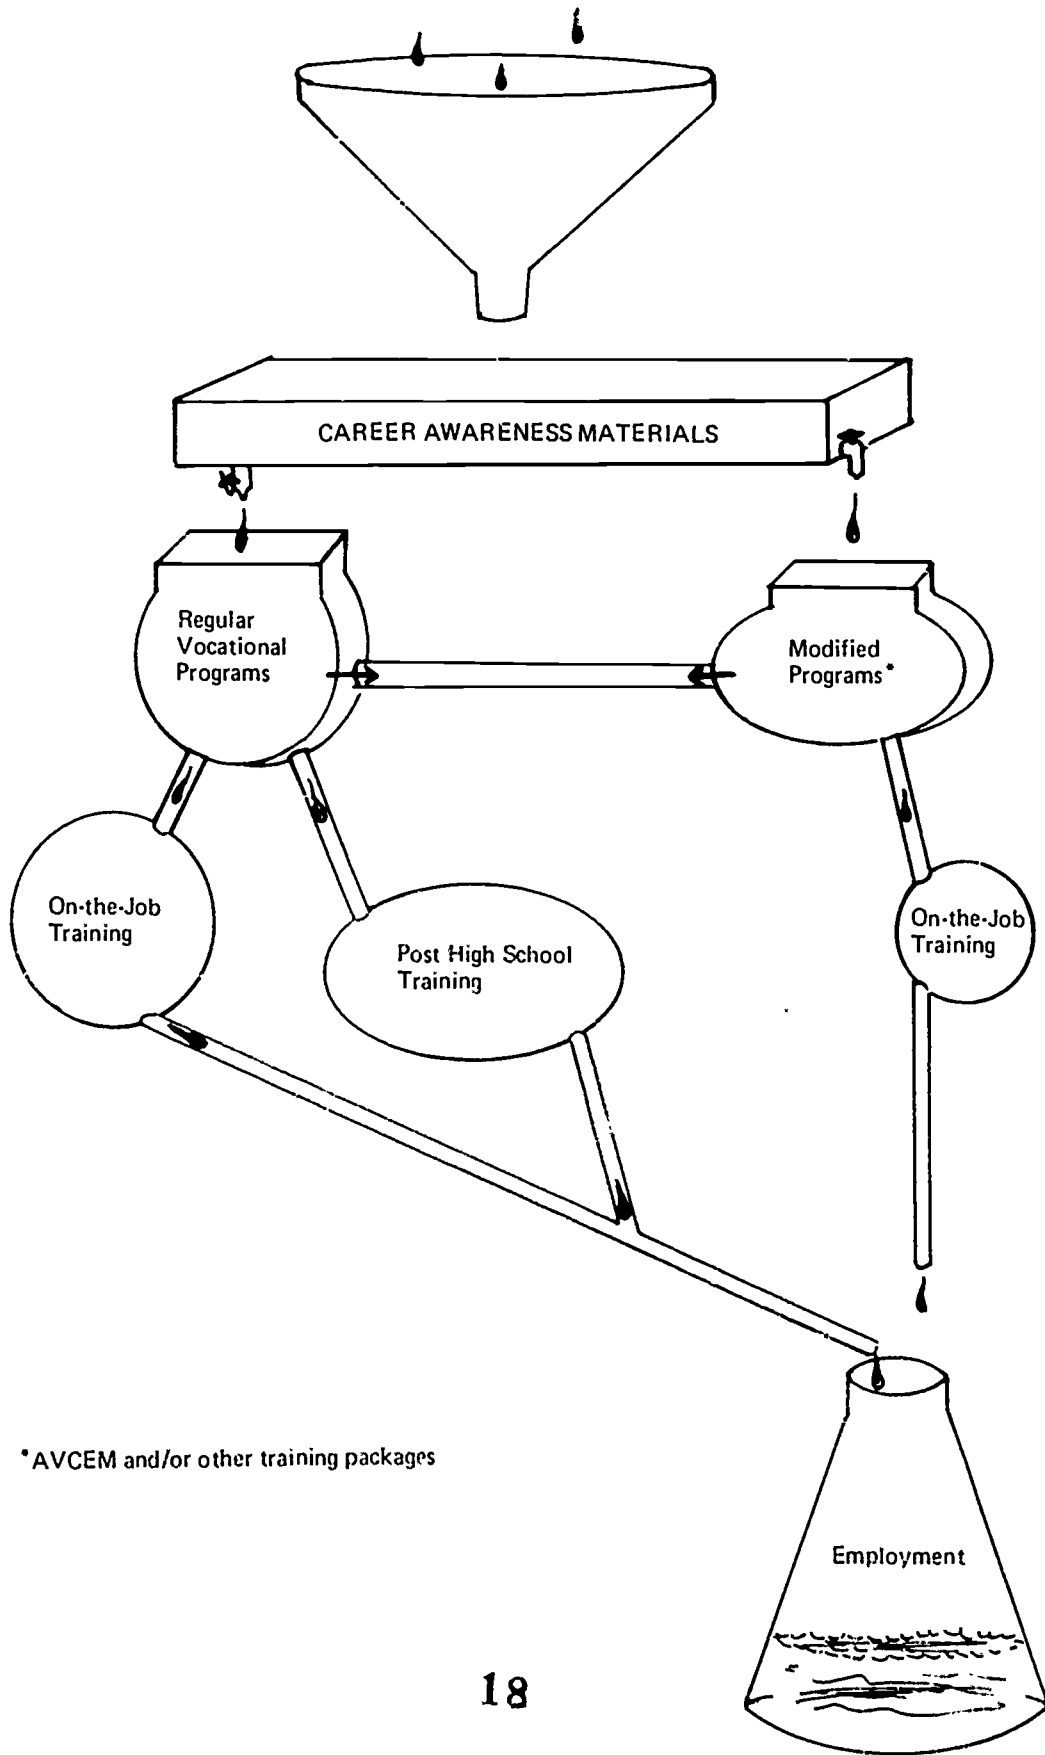 CAREER AWARENESS MATERIALS
Regular
Vocational
Programs
Modified
Programs*
On-the-Job
Training
Post High School
Training
On-the-Job
Training
*AVCEM and/or other training packages
Employment
18